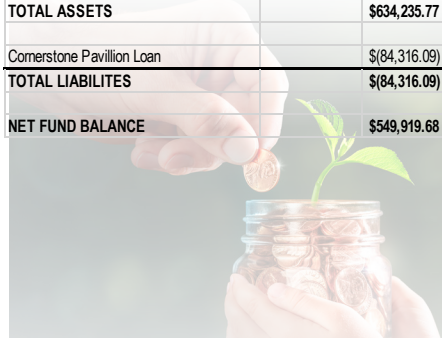 TOTAL ASSETS $634,235.77
Cornerstone Pavillion Loan $(84,316.09)
TOTAL LIABILITES $(84,316.09)
NET FUND BALANCE $549,919.68